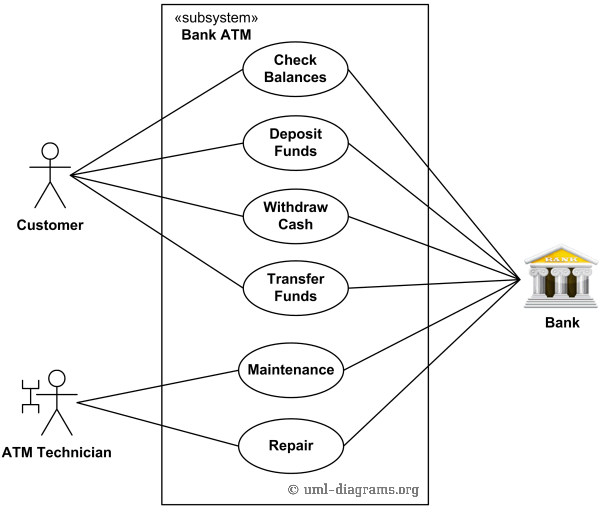 «subsystem»
Bank ATM
Check
Balances
Deposit
Funds
Customer
Withdraw
Cash
Transfer
Funds
BANK
Bank
Maintenance
ATM Technician
Repair
© uml-diagrams.org